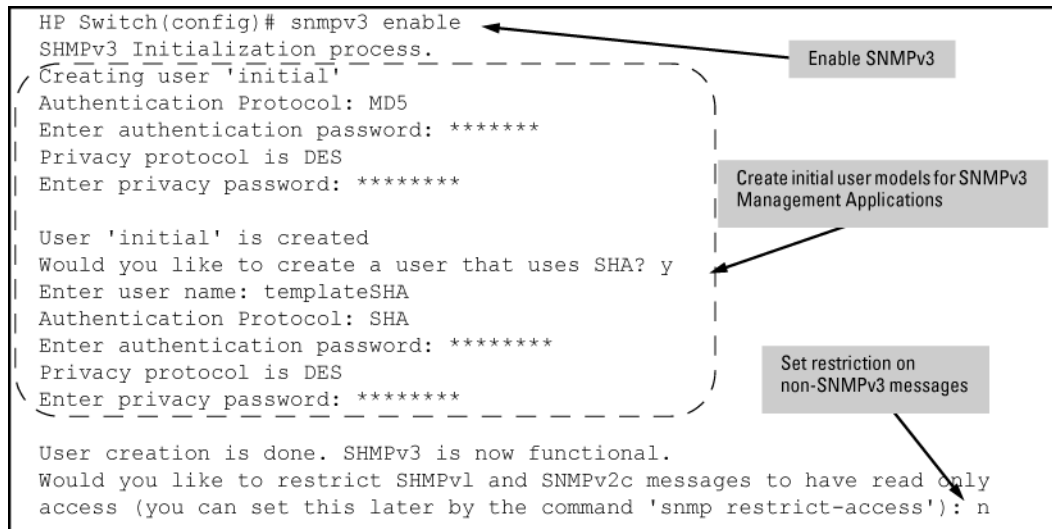 HP Switch(config)# snmpv3 enable
SHMPv3 Initialization process.
Creating user 'initial'
Authentication Protocol: MD5
Enter authentication password: *******
Privacy protocol is DES
Enter privacy password: ********
User 'initial' is created
Would you like to create a user that uses SHA? y
Enter user name: templateSHA
Authentication Protocol: SHA
Enter authentication password: ********
Privacy protocol is DES
Enter privacy password: ********
User creation is done. SHMPv3 is now functional.
Would you like to restrict SHMPvl and SNMPv2c messages to have read only
access (you can set this later by the command 'snmp restrict-access'): n
Enable SNMPv3
Create initial user models for SNMPv3
Management Applications
Set restriction on
non-SNMPv3 messages